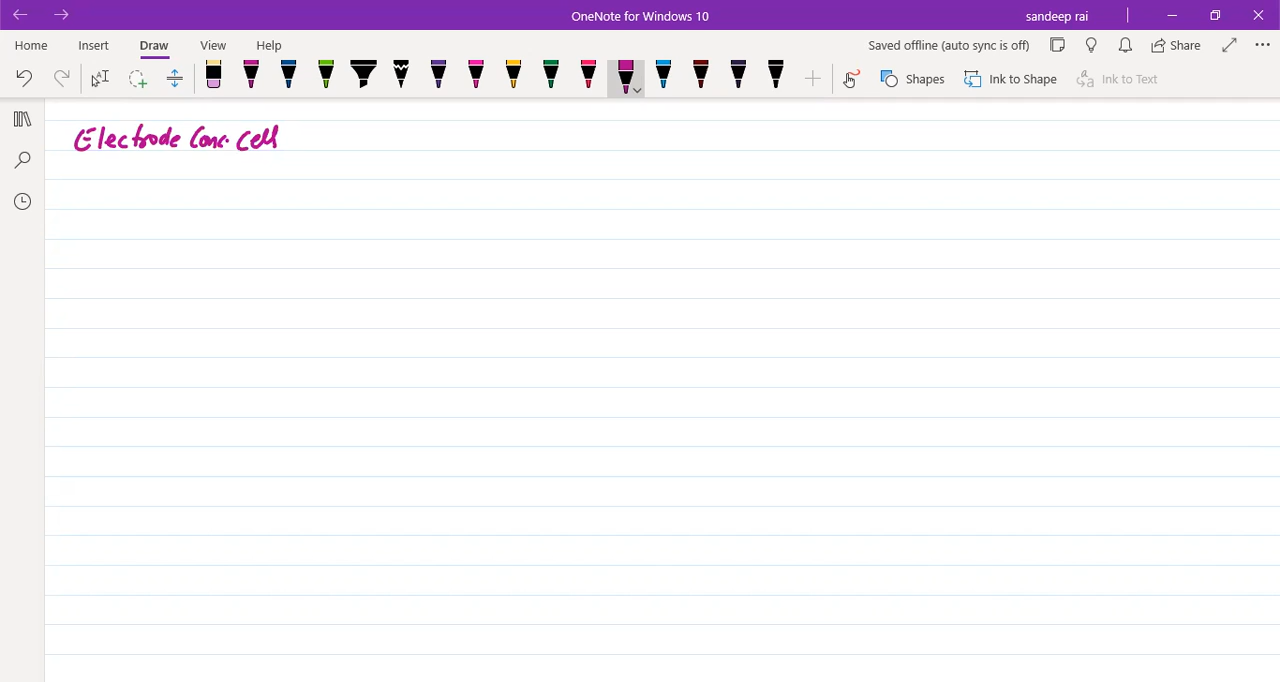 OneNote for Windows 10
sandeep rai
Home Insert Draw View Help
Saved offline (auto sync is off)
Share
Shapes
Ink to Shape
Ink to Text
Electrode Conc. Cell